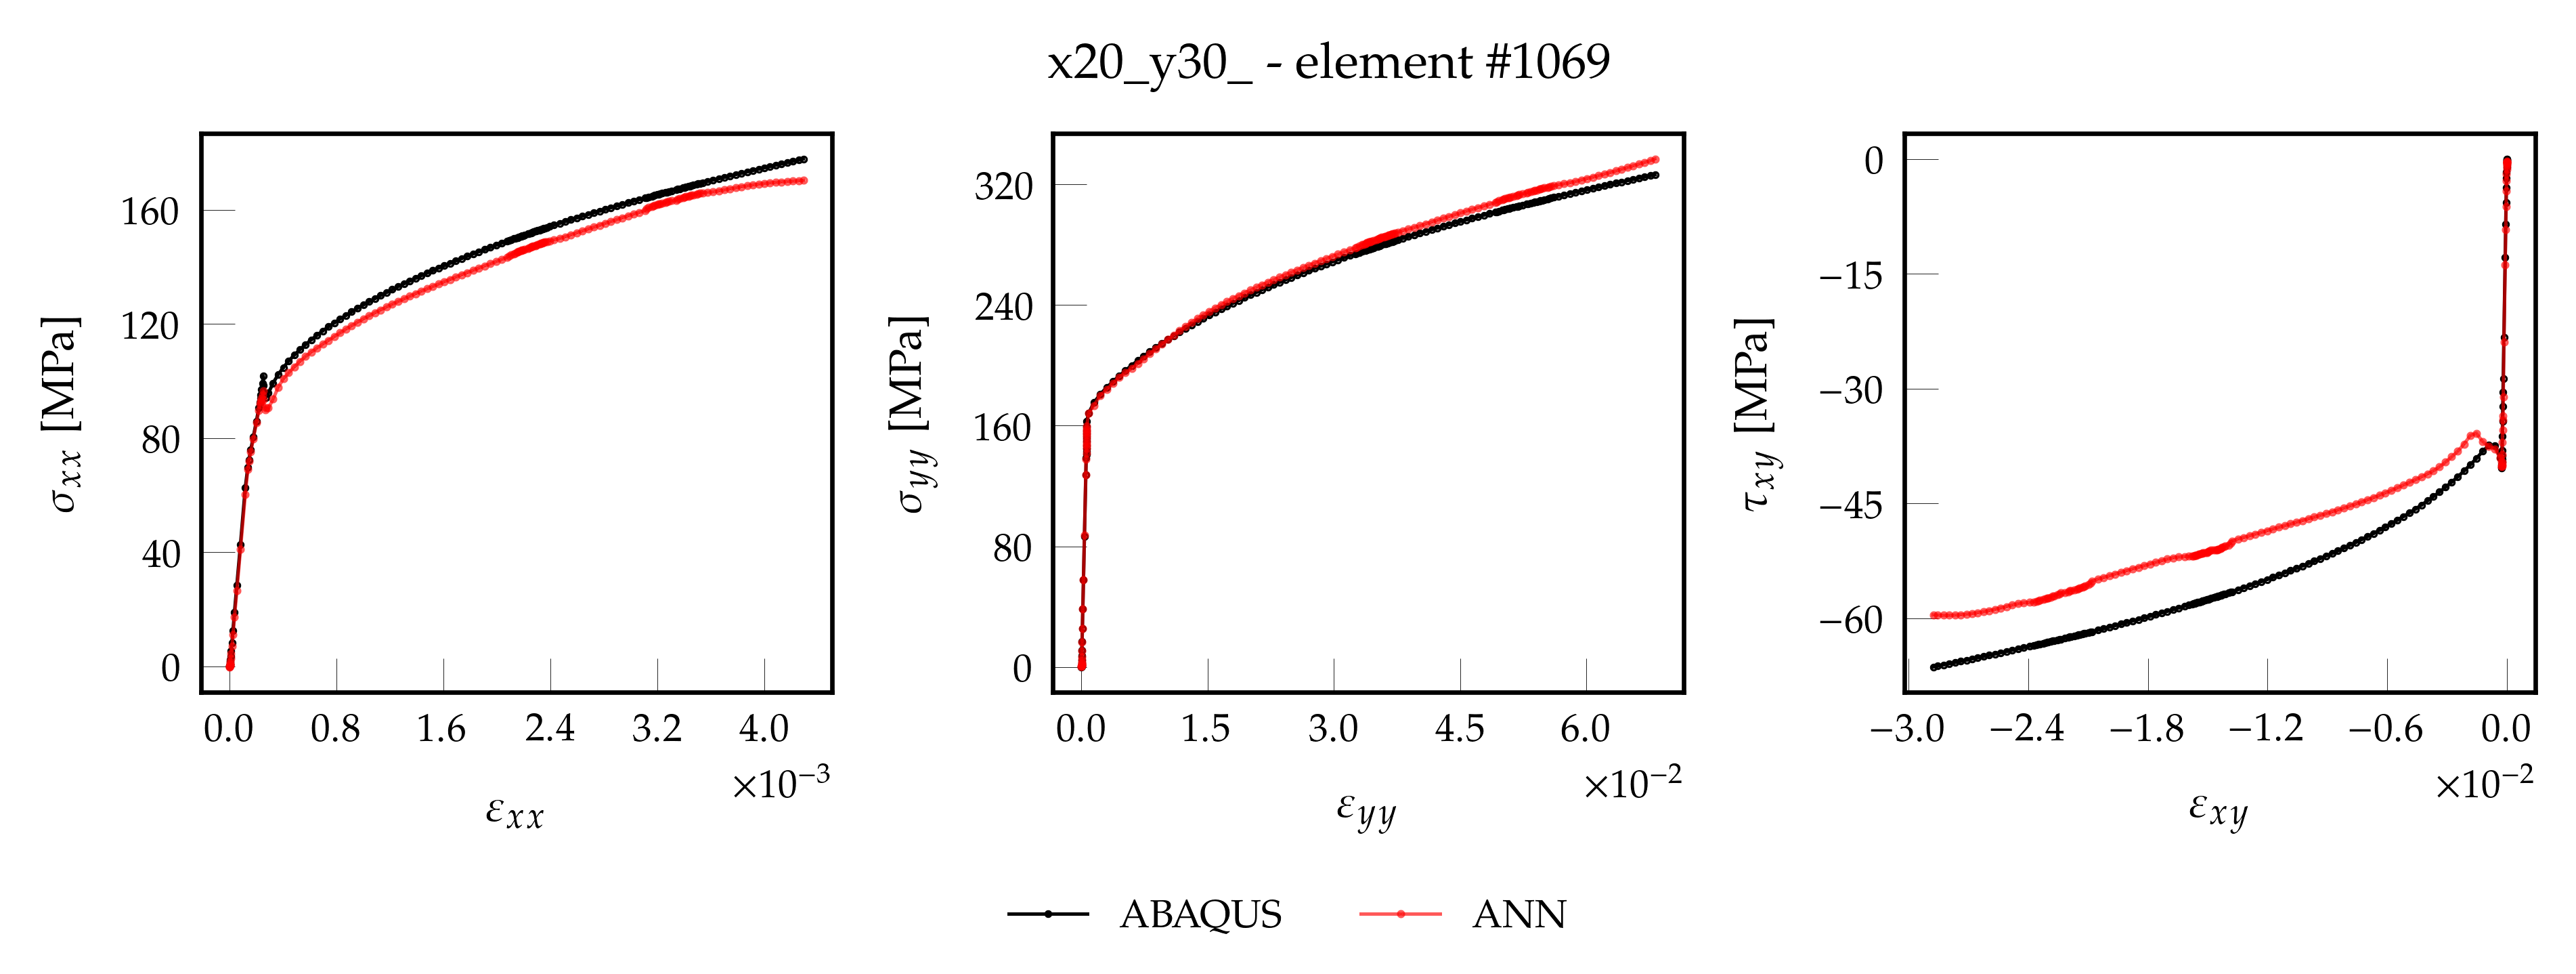 x20_y30_ - element #1069
σxx [MPa]
160
120
80
40
0
0.0 0.8 1.6 2.4 3.2 4.0
×10⁻³
εxx
σyy [MPa]
320
240
160
80
0
0.0 1.5 3.0 4.5 6.0
×10⁻²
εyy
τxy [MPa]
0
−15
−30
−45
−60
−3.0 −2.4 −1.8 −1.2 −0.6 0.0
×10⁻²
εxy
ABAQUS ANN